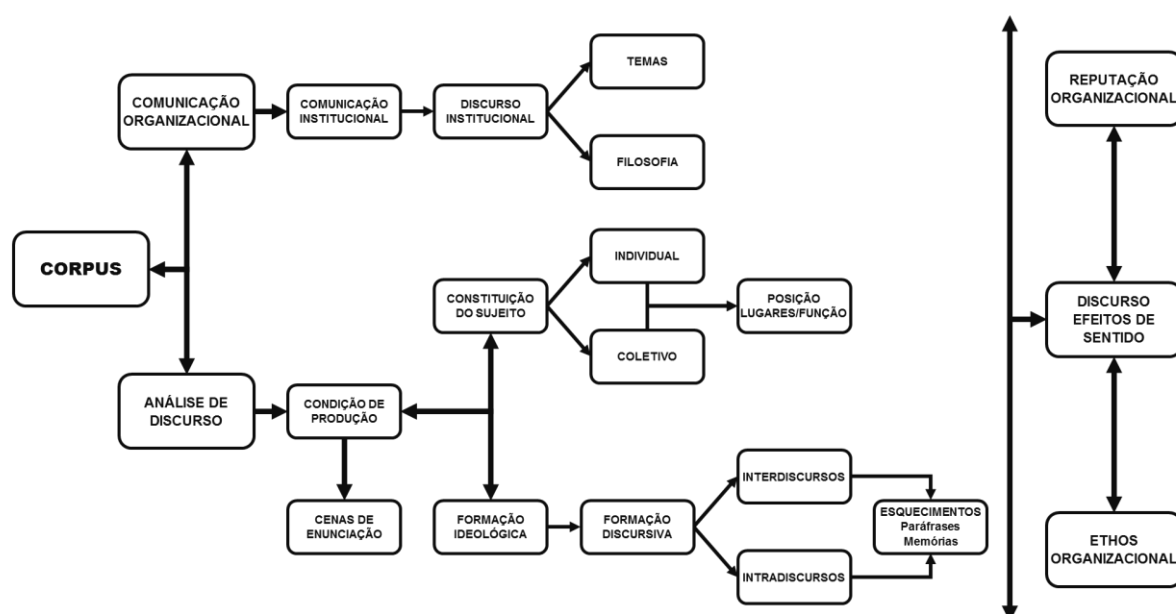 TEMAS
COMUNICAÇÃO
ORGANIZACIONAL
COMUNICAÇÃO
INSTITUCIONAL
DISCURSO
INSTITUCIONAL
FILOSOFIA
CORPUS
INDIVIDUAL
CONSTITUIÇÃO
DO SUJEITO
POSIÇÃO
LUGARES/FUNÇÃO
COLETIVO
ANÁLISE DE
DISCURSO
CONDIÇÃO DE
PRODUÇÃO
CENAS DE
ENUNCIAÇÃO
FORMAÇÃO
IDEOLÓGICA
FORMAÇÃO
DISCURSIVA
INTERDISCURSOS
INTRADISCURSOS
ESQUECIMENTOS
Paráfrases
Memórias
REPUTAÇÃO
ORGANIZACIONAL
DISCURSO
EFEITOS DE
SENTIDO
ETHOS
ORGANIZACIONAL